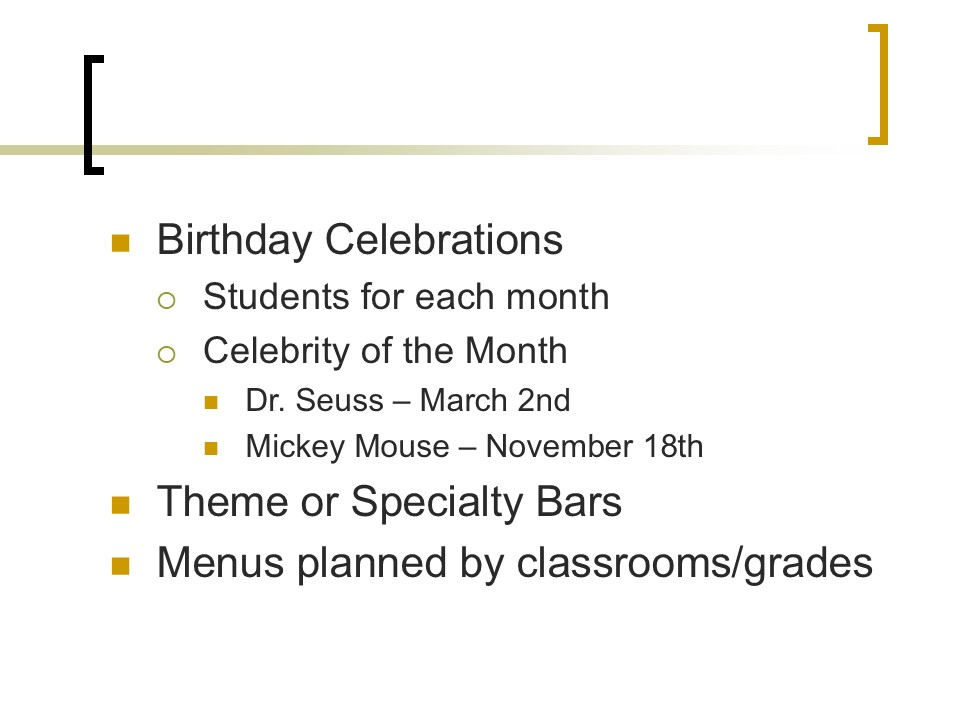 Birthday Celebrations
Students for each month
Celebrity of the Month
Dr. Seuss – March 2nd
Mickey Mouse – November 18th
Theme or Specialty Bars
Menus planned by classrooms/grades